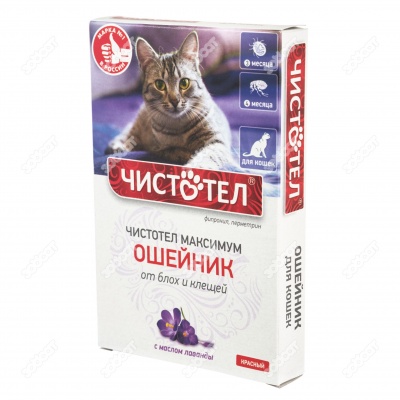 МАРКА №1
В РОССИИ
3 месяца
6 месяца
для кошек
ЧИСТОТЕЛ®
фипронил, перметрин
ЧИСТОТЕЛ МАКСИМУМ
ОШЕЙНИК
от блох и клещей
с маслом лаванды
КРАСНЫЙ
ЧИСТОТЕЛ®
ОШЕЙНИК
ДЛЯ КОШЕК